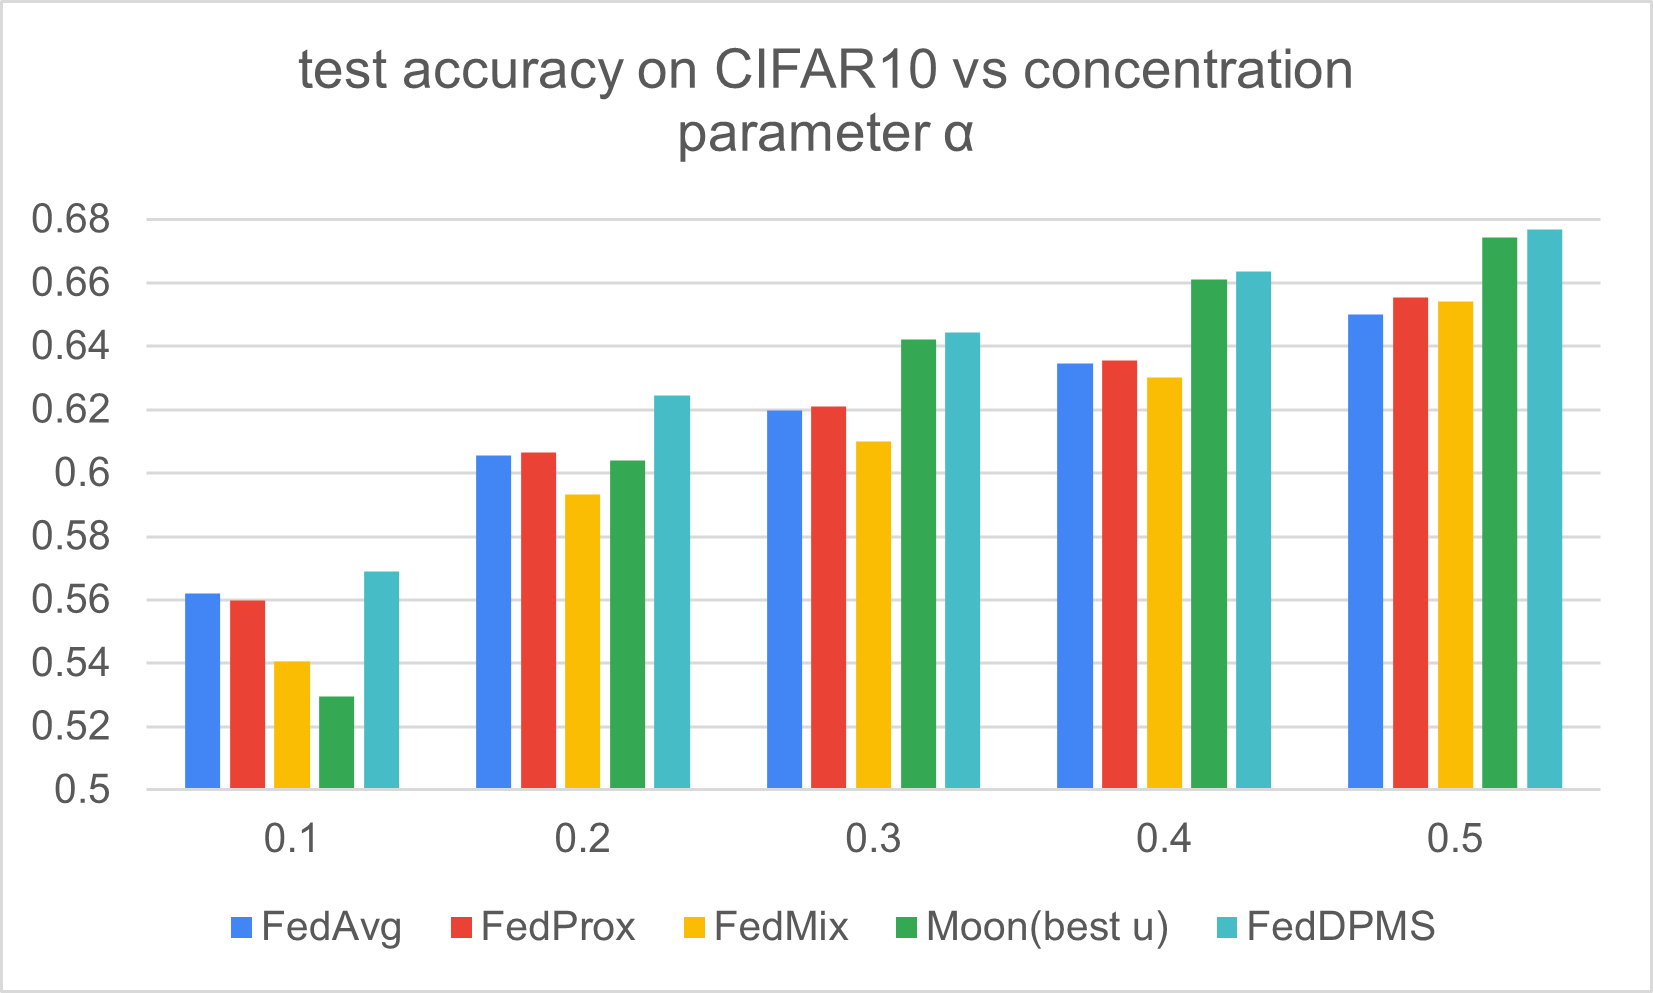 test accuracy on CIFAR10 vs concentration
parameter α
0.68
0.66
0.64
0.62
0.6
0.58
0.56
0.54
0.52
0.5
0.1 0.2 0.3 0.4 0.5
FedAvg FedProx FedMix Moon(best u) FedDPMS